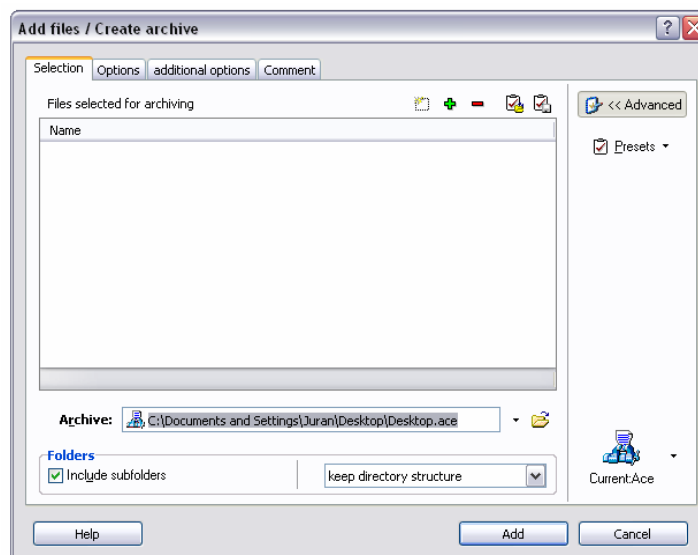 Add files / Create archive
Selection Options additional options Comment
Files selected for archiving
<< Advanced
Name
Presets
Archive: C:\Documents and Settings\Juran\Desktop\Desktop.ace
Folders
Include subfolders keep directory structure
Current:Ace
Help Add Cancel